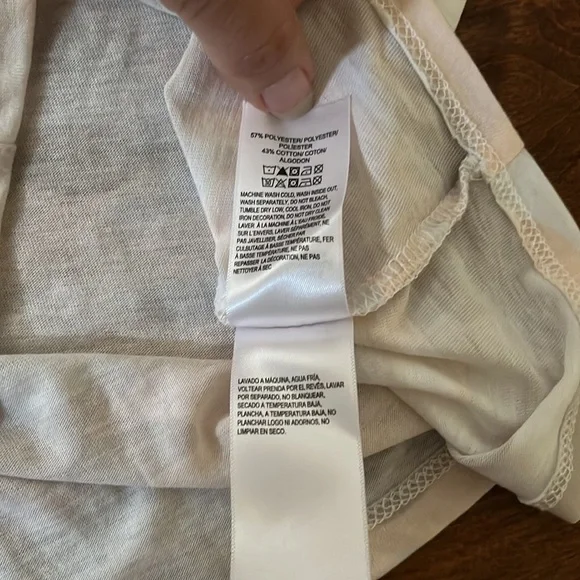 57% POLYESTER/ POLYESTER/
POLIÉSTER
43% COTTON/ COTON/
ALGODON
MACHINE WASH COLD, WASH INSIDE OUT,
WASH SEPARATELY, DO NOT BLEACH,
TUMBLE DRY LOW, COOL IRON, DO NOT
IRON DECORATION, DO NOT DRY CLEAN
LAVER À LA MACHINE À L'EAU FROIDE,
SUR L'ENVERS, LAVER SÉPARÉMENT, NE
PAS JAVELLISER, SÉCHER PAR
CULBUTAGE À BASSE TEMPÉRATURE, FER
À BASSE TEMPÉRATURE, NE PAS
REPASSER LA DÉCORATION, NE PAS
NETTOYER À SEC
LAVADO A MÁQUINA, AGUA FRÍA,
VOLTEAR PRENDA POR EL REVÉS, LAVAR
POR SEPARADO, NO BLANQUEAR,
SECADO A TEMPERATURA BAJA,
PLANCHA, A TEMPERATURA BAJA, NO
PLANCHAR LOGO NI ADORNOS, NO
LIMPIAR EN SECO.